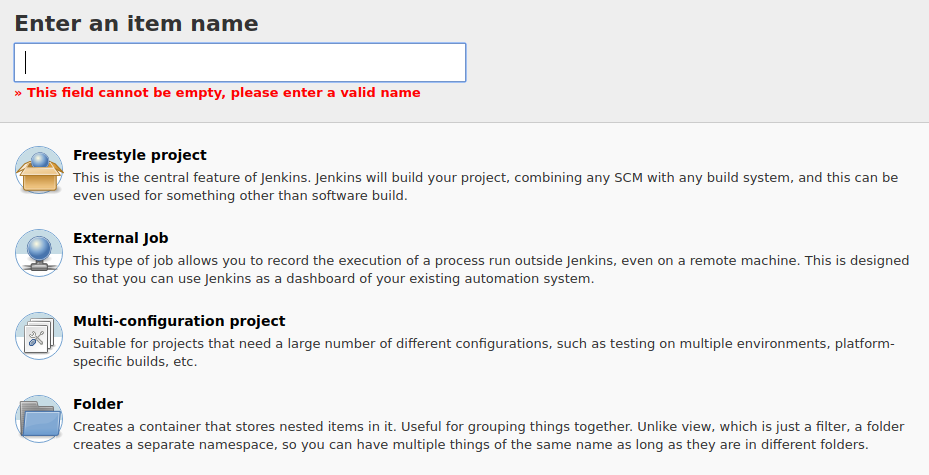 Enter an item name
» This field cannot be empty, please enter a valid name
Freestyle project
This is the central feature of Jenkins. Jenkins will build your project, combining any SCM with any build system, and this can be
even used for something other than software build.
External Job
This type of job allows you to record the execution of a process run outside Jenkins, even on a remote machine. This is designed
so that you can use Jenkins as a dashboard of your existing automation system.
Multi-configuration project
Suitable for projects that need a large number of different configurations, such as testing on multiple environments, platform-
specific builds, etc.
Folder
Creates a container that stores nested items in it. Useful for grouping things together. Unlike view, which is just a filter, a folder
creates a separate namespace, so you can have multiple things of the same name as long as they are in different folders.